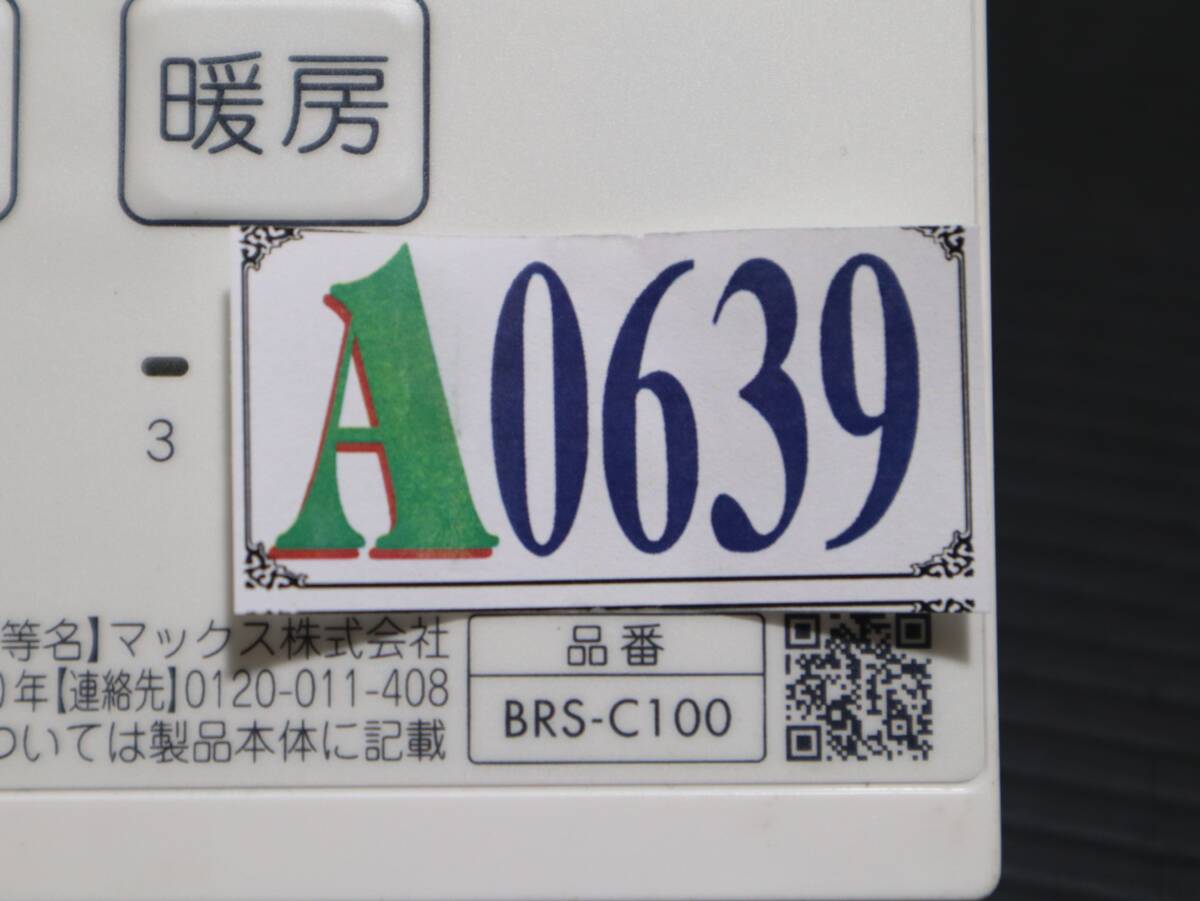 暖房
A0639
3
等名】マックス株式会社
年【連絡先】0120-011-408
ついては製品本体に記載
品番
BRS-C100